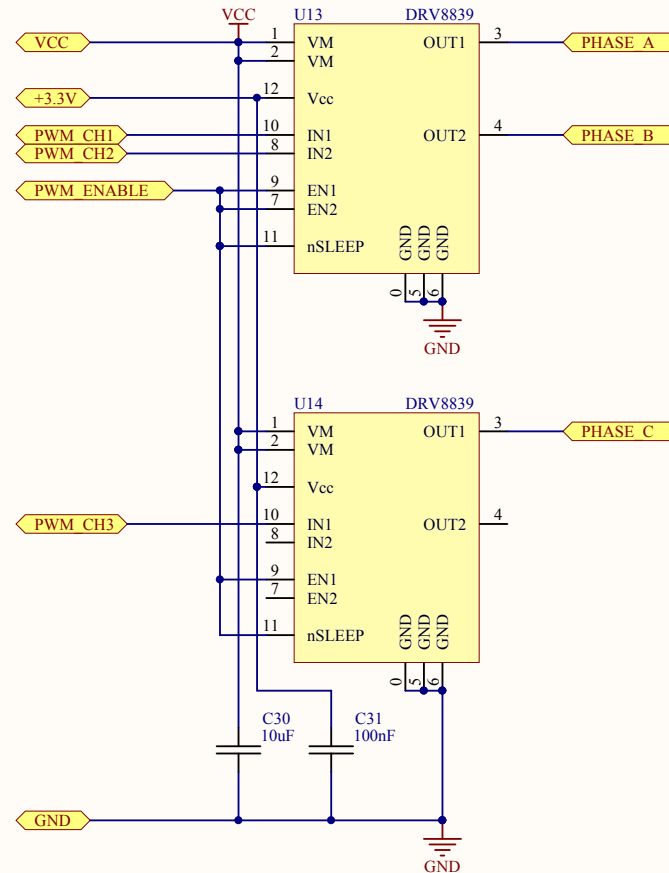 VCC
U13 DRV8839
VCC 1 VM OUT1 3 PHASE_A
2 VM
+3.3V 12 Vcc
PWM_CH1 10 IN1 OUT2 4 PHASE_B
PWM_CH2 8 IN2
PWM_ENABLE 9 EN1
7 EN2
11 nSLEEP GND GND GND
0 5 6
GND
U14 DRV8839
1 VM OUT1 3 PHASE_C
2 VM
12 Vcc
PWM_CH3 10 IN1 OUT2 4
8 IN2
9 EN1
7 EN2
11 nSLEEP GND GND GND
0 5 6
C30 C31
10uF 100nF
GND
GND